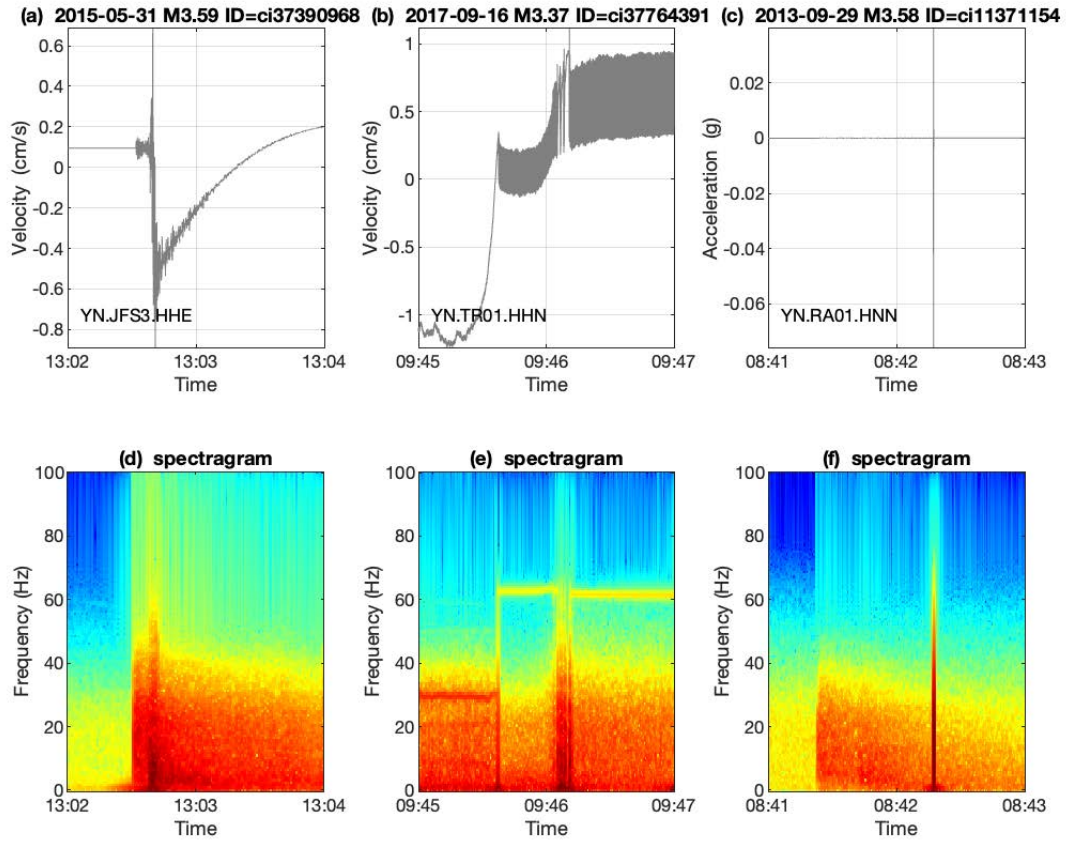 (a) 2015-05-31 M3.59 ID=ci37390968
(b) 2017-09-16 M3.37 ID=ci37764391
(c) 2013-09-29 M3.58 ID=ci11371154
0.6
0.4
0.2
0
-0.2
-0.4
-0.6
-0.8
Velocity (cm/s)
YN.JFS3.HHE
13:02
13:03
13:04
Time
1
0.5
0
-0.5
-1
Velocity (cm/s)
YN.TR01.HHN
09:45
09:46
09:47
Time
0.02
0
-0.02
-0.04
-0.06
Acceleration (g)
YN.RA01.HNN
08:41
08:42
08:43
Time
(d) spectragram
100
80
60
40
20
0
Frequency (Hz)
13:02
13:03
13:04
Time
(e) spectragram
100
80
60
40
20
0
Frequency (Hz)
09:45
09:46
09:47
Time
(f) spectragram
100
80
60
40
20
0
Frequency (Hz)
08:41
08:42
08:43
Time